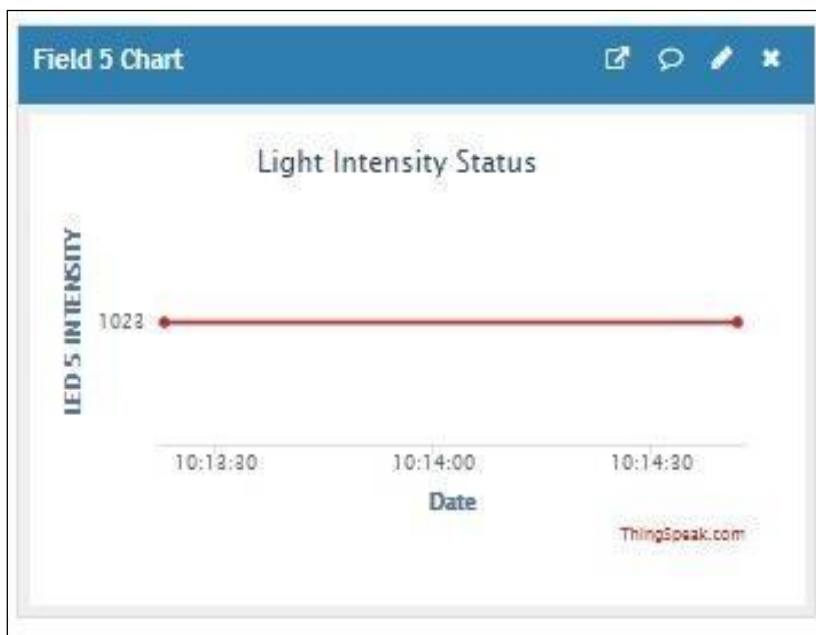 Field 5 Chart
Light Intensity Status
LED 5 INTENSITY
1023
10:13:30
10:14:00
10:14:30
Date
ThingSpeak.com